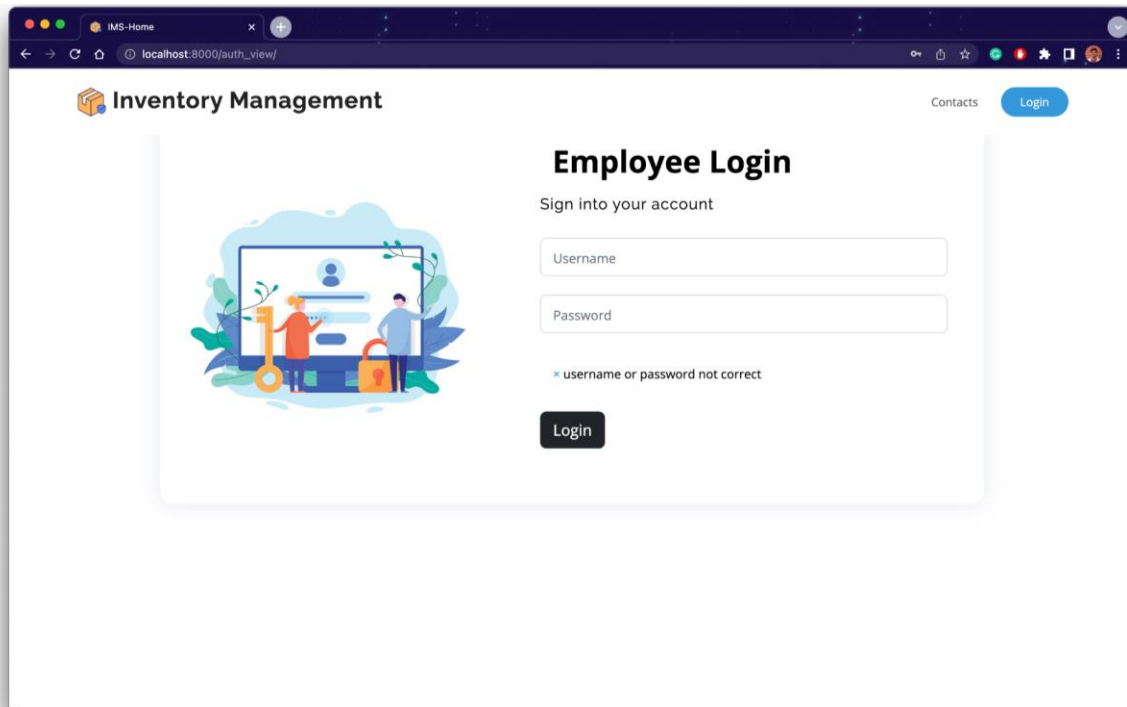 IMS-Home
localhost:8000/auth_view/
Inventory Management
Contacts
Login
Employee Login
Sign into your account
Username
Password
× username or password not correct
Login